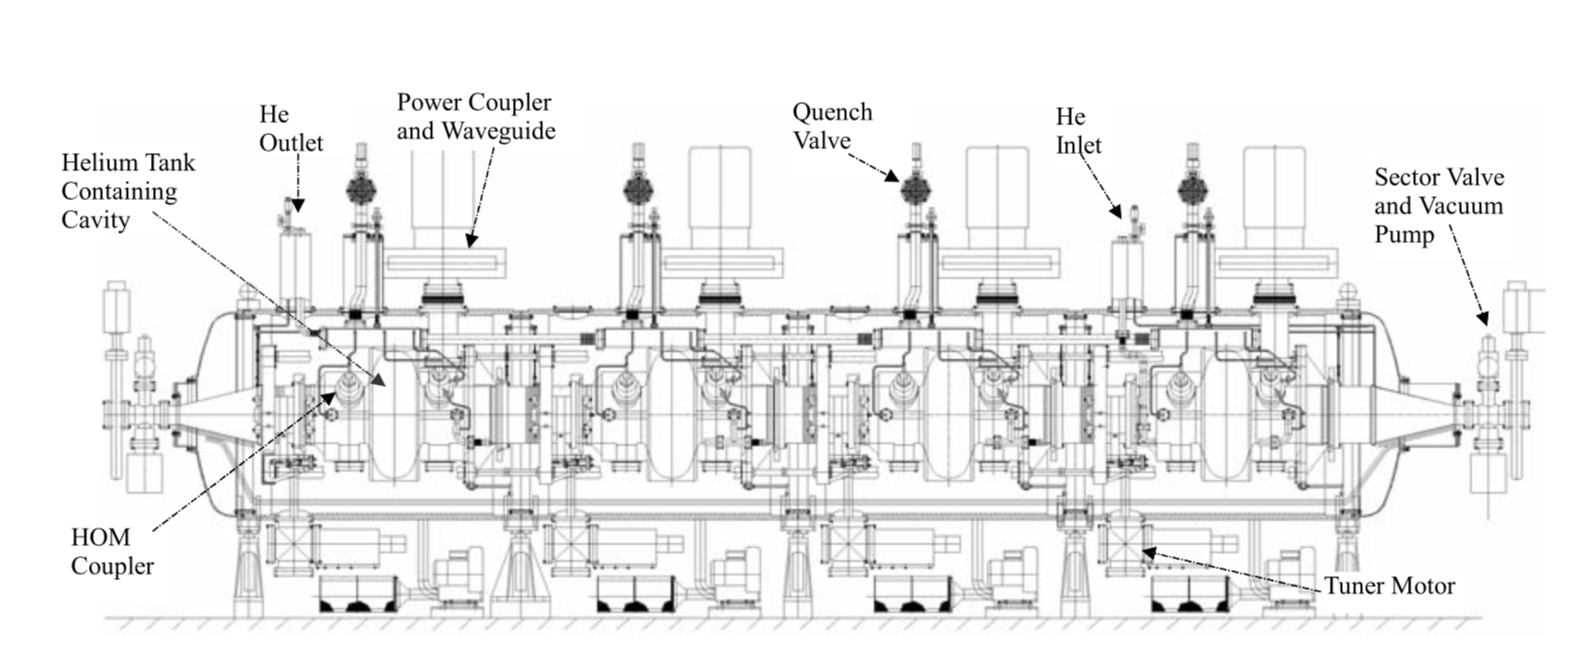 He
Outlet
Power Coupler
and Waveguide
Quench
Valve
He
Inlet
Helium Tank
Containing
Cavity
Sector Valve
and Vacuum
Pump
HOM
Coupler
Tuner Motor